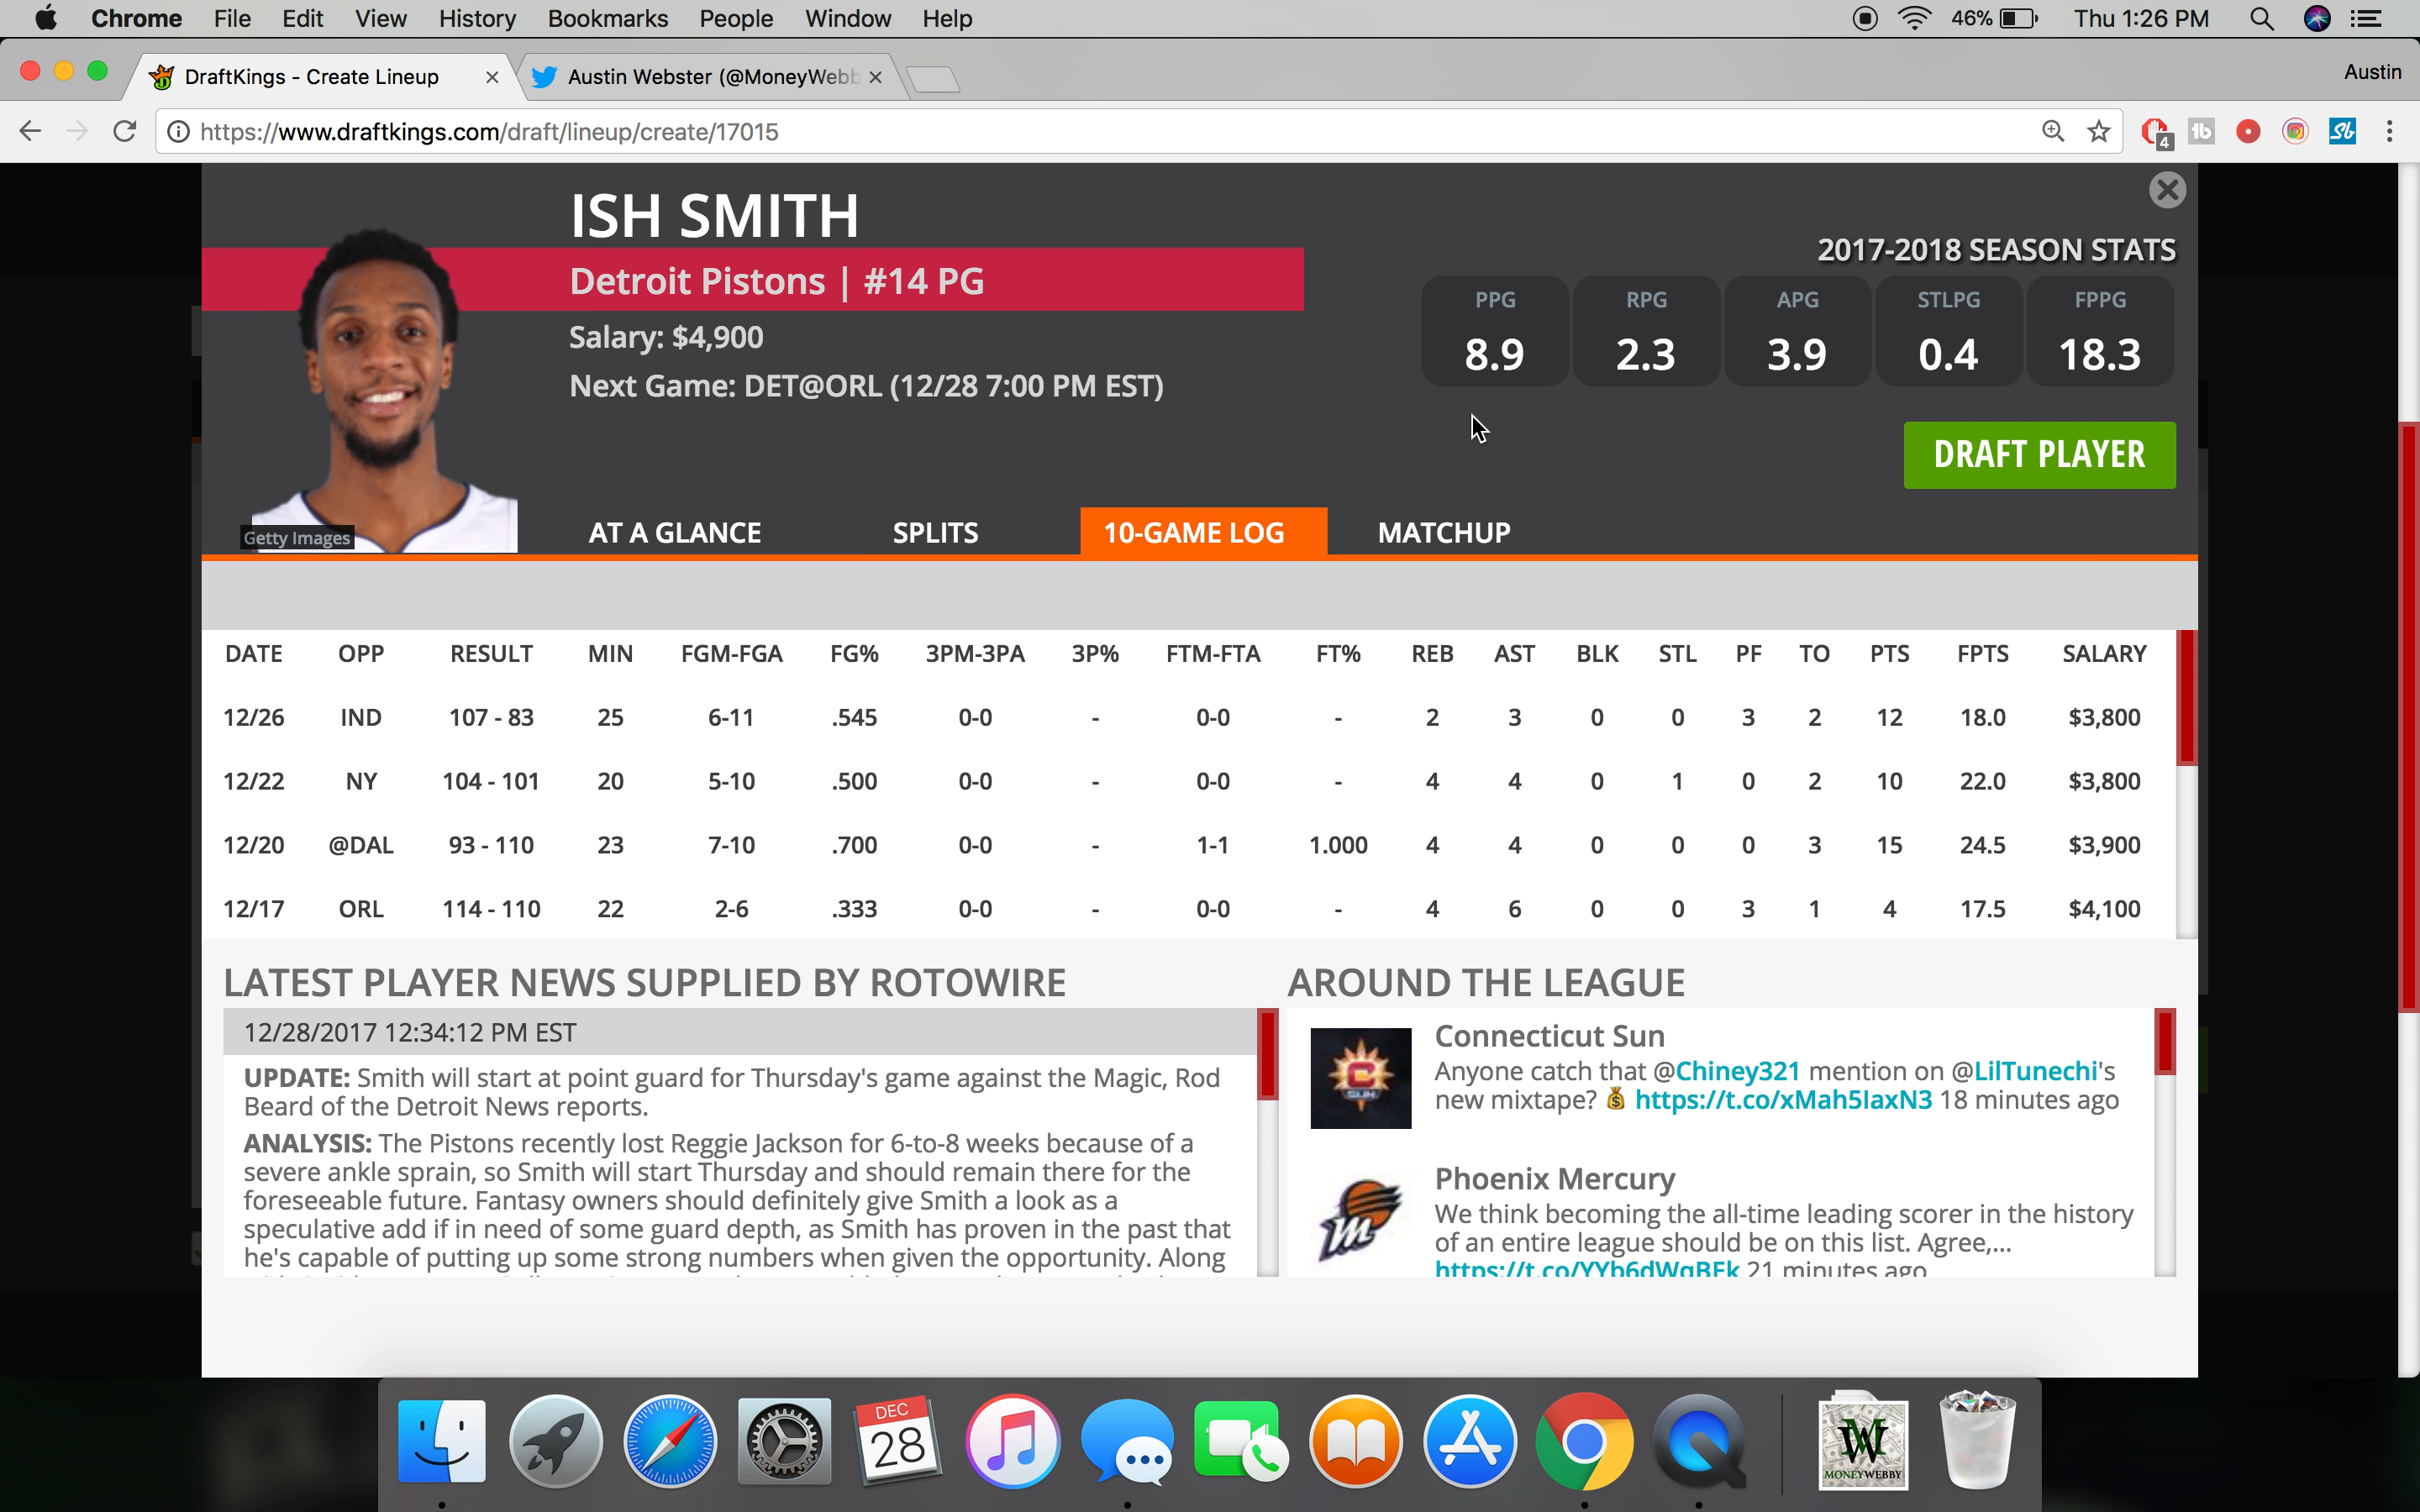 Chrome File Edit View History Bookmarks People Window Help 46% Thu 1:26 PM
DraftKings - Create Lineup Austin Webster (@MoneyWebb Austin
https://www.draftkings.com/draft/lineup/create/17015 4
ISH SMITH
Detroit Pistons | #14 PG
Salary: $4,900
Next Game: DET@ORL (12/28 7:00 PM EST)
2017-2018 SEASON STATS
PPG RPG APG STLPG FPPG
8.9 2.3 3.9 0.4 18.3
DRAFT PLAYER
Getty Images
AT A GLANCE SPLITS 10-GAME LOG MATCHUP
DATE OPP RESULT MIN FGM-FGA FG% 3PM-3PA 3P% FTM-FTA FT% REB AST BLK STL PF TO PTS FPTS SALARY
12/26 IND 107 - 83 25 6-11 .545 0-0 - 0-0 - 2 3 0 0 3 2 12 18.0 $3,800
12/22 NY 104 - 101 20 5-10 .500 0-0 - 0-0 - 4 4 0 1 0 2 10 22.0 $3,800
12/20 @DAL 93 - 110 23 7-10 .700 0-0 - 1-1 1.000 4 4 0 0 0 3 15 24.5 $3,900
12/17 ORL 114 - 110 22 2-6 .333 0-0 - 0-0 - 4 6 0 0 3 1 4 17.5 $4,100
LATEST PLAYER NEWS SUPPLIED BY ROTOWIRE
12/28/2017 12:34:12 PM EST
UPDATE: Smith will start at point guard for Thursday's game against the Magic, Rod
Beard of the Detroit News reports.
ANALYSIS: The Pistons recently lost Reggie Jackson for 6-to-8 weeks because of a
severe ankle sprain, so Smith will start Thursday and should remain there for the
foreseeable future. Fantasy owners should definitely give Smith a look as a
speculative add if in need of some guard depth, as Smith has proven in the past that
he's capable of putting up some strong numbers when given the opportunity. Along
AROUND THE LEAGUE
Connecticut Sun
Anyone catch that @Chiney321 mention on @LilTunechi's
new mixtape? 💰 https://t.co/xMah5laxN3 18 minutes ago
Phoenix Mercury
We think becoming the all-time leading scorer in the history
of an entire league should be on this list. Agree,...
https://t.co/YYb6dWqBEk 21 minutes ago
DEC
28
W
MONEYWEBBY